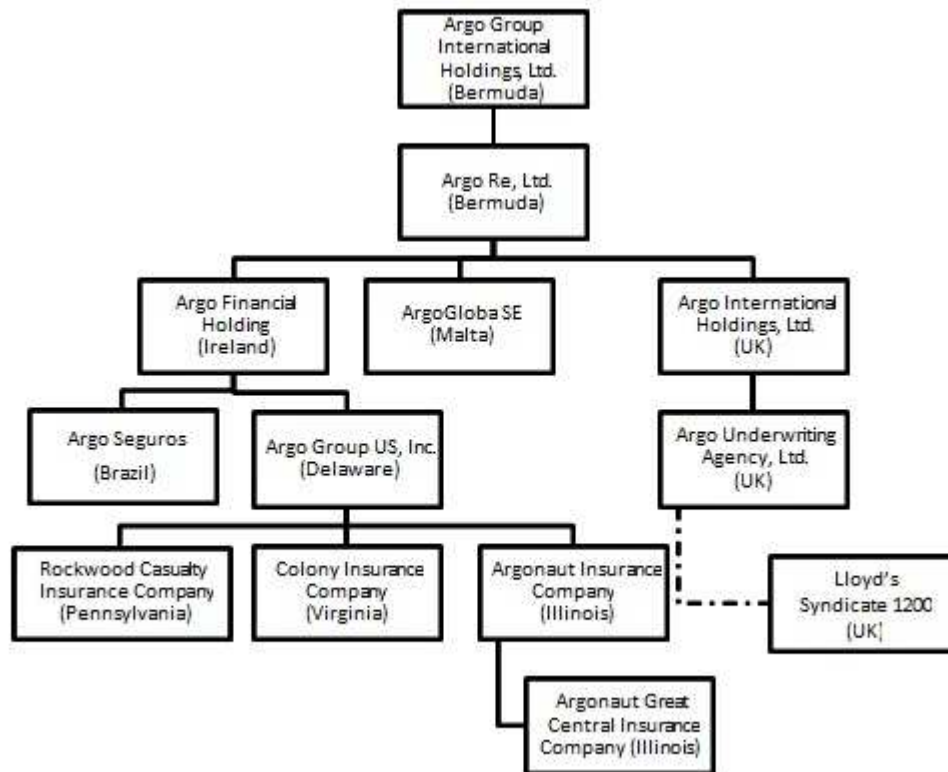 Argo Group
International
Holdings, Ltd.
(Bermuda)
Argo Re, Ltd.
(Bermuda)
Argo Financial
Holding
(Ireland)
ArgoGloba SE
(Malta)
Argo International
Holdings, Ltd.
(UK)
Argo Seguros
(Brazil)
Argo Group US, Inc.
(Delaware)
Argo Underwriting
Agency, Ltd.
(UK)
Rockwood Casualty
Insurance Company
(Pennsylvania)
Colony Insurance
Company
(Virginia)
Argonaut Insurance
Company
(Illinois)
Lloyd's
Syndicate 1200
(UK)
Argonaut Great
Central Insurance
Company (Illinois)